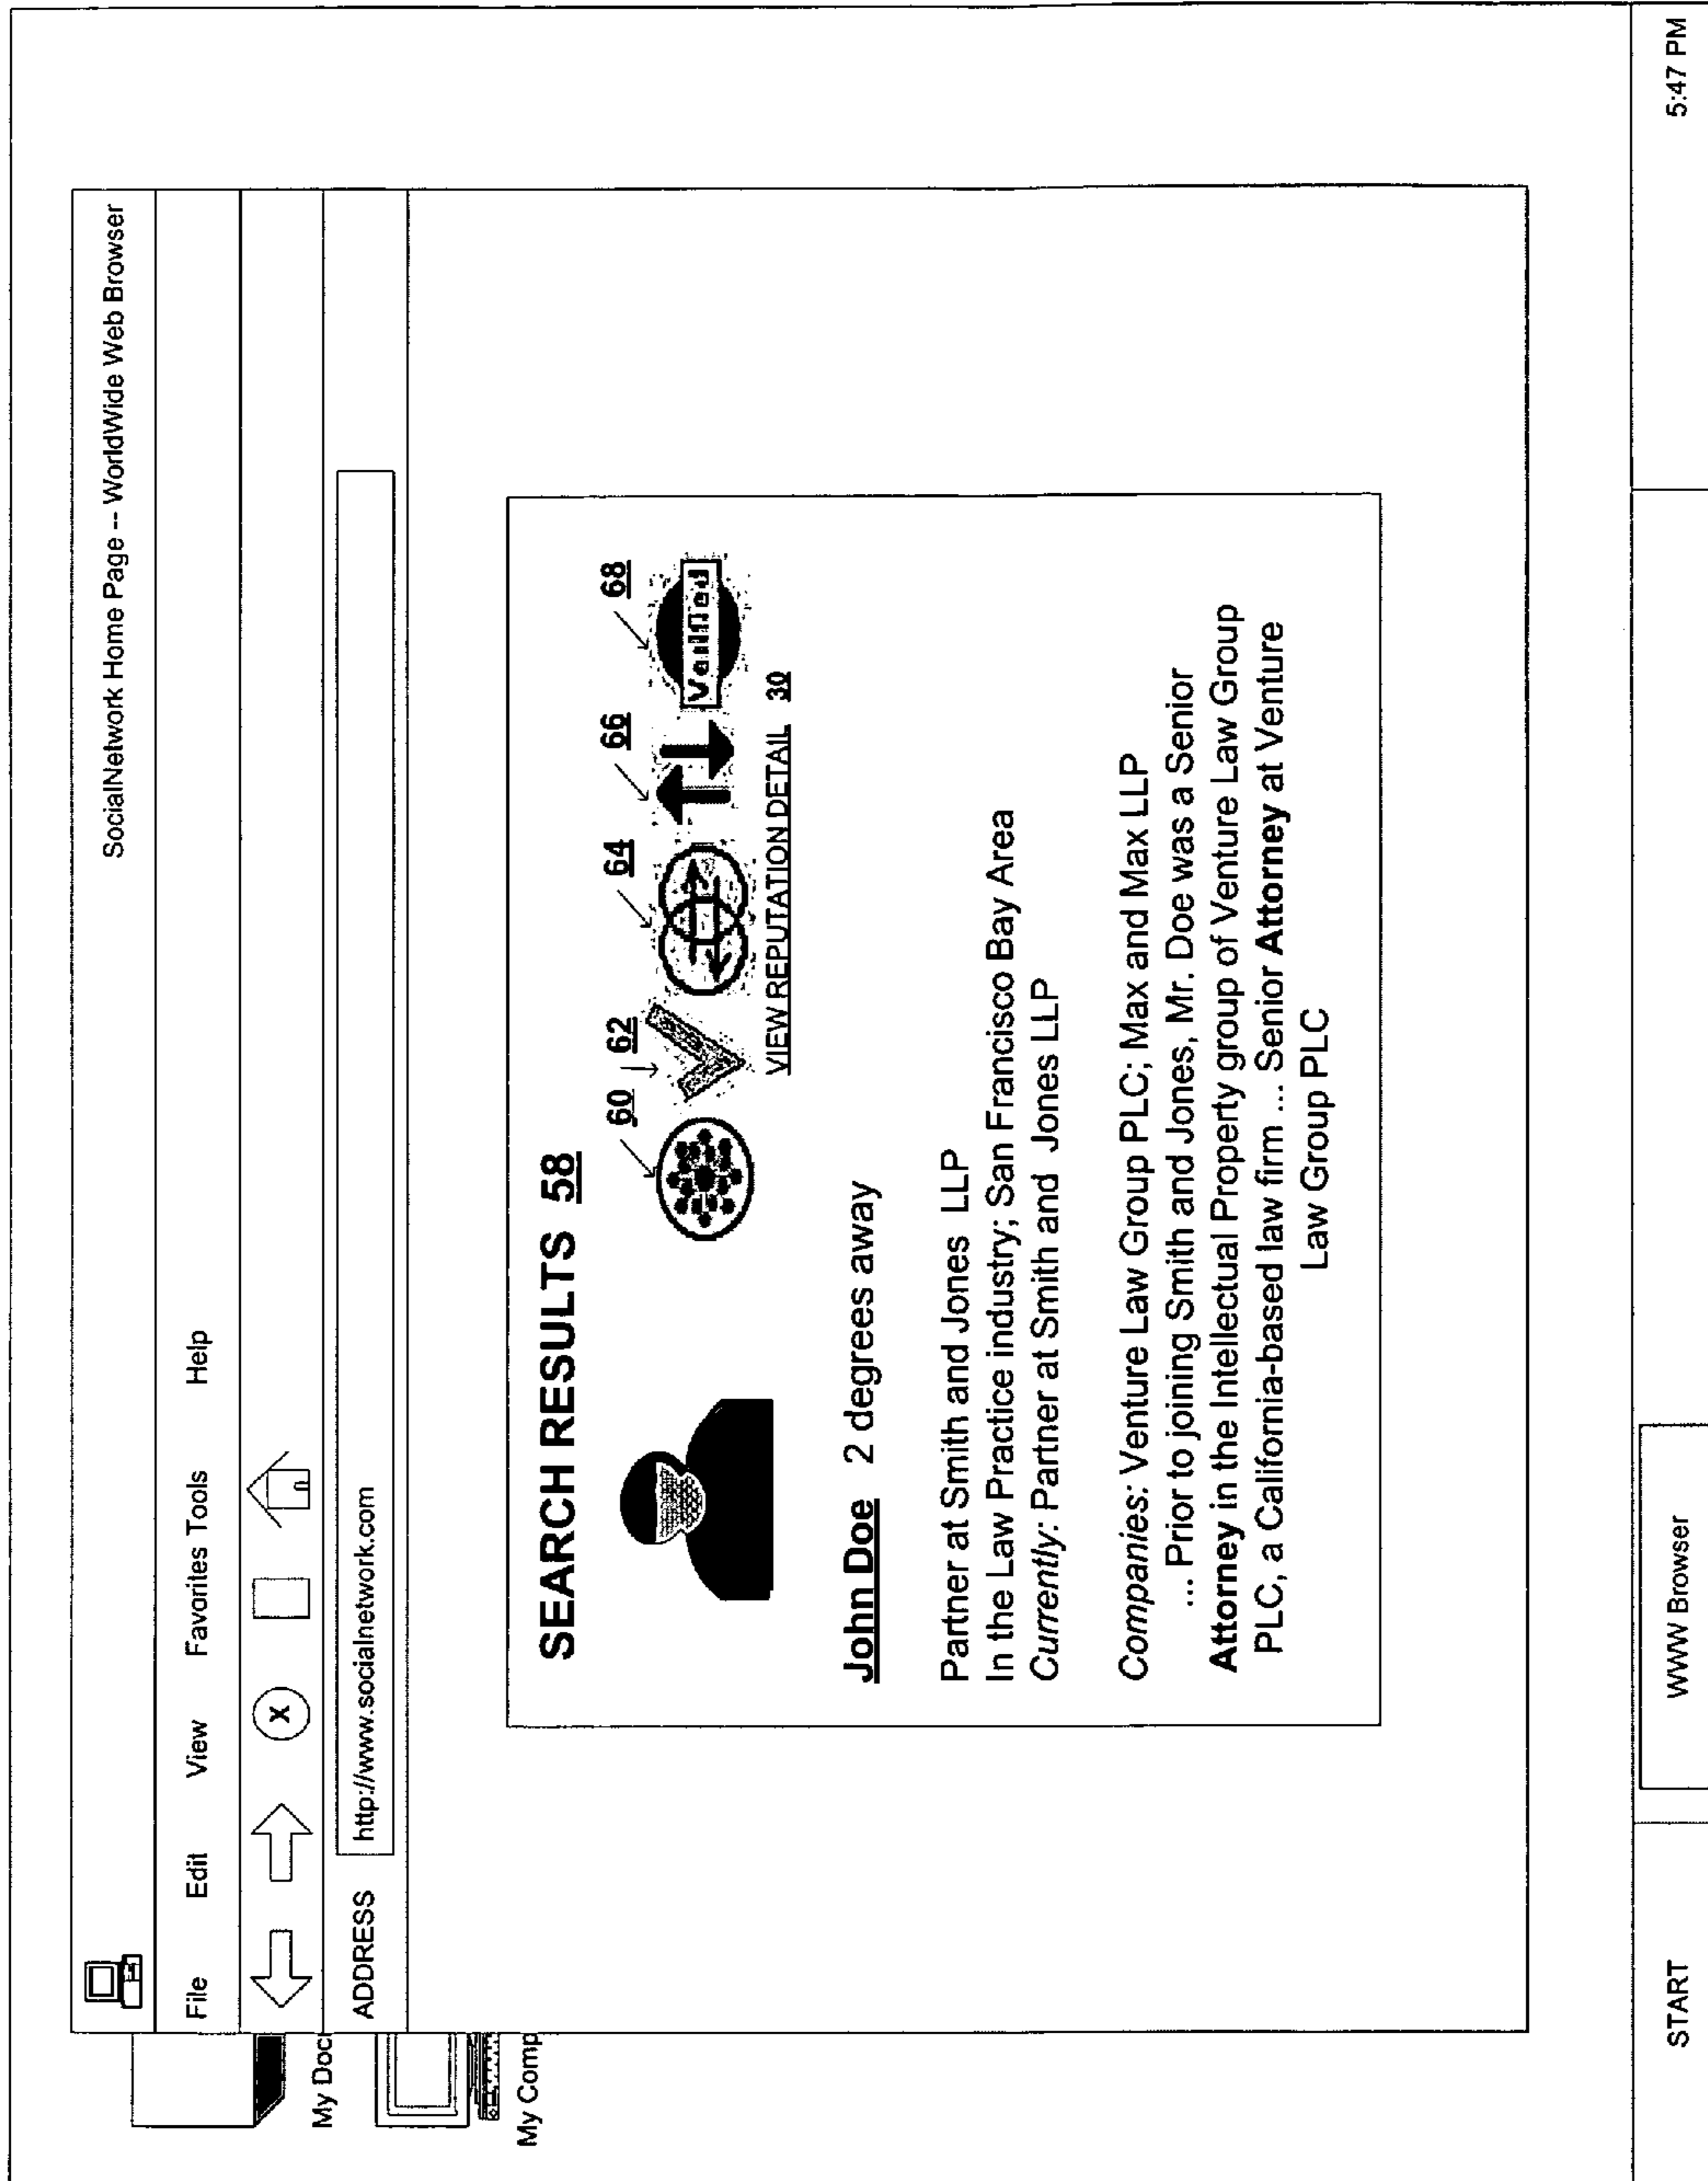 SocialNetwork Home Page -- WorldWide Web Browser
File Edit View Favorites Tools Help
X
ADDRESS http://www.socialnetwork.com
My Doc
My Comp
SEARCH RESULTS 58
60 62 64 66 68
Verified
VIEW REPUTATION DETAIL 30
John Doe 2 degrees away
Partner at Smith and Jones LLP
In the Law Practice industry; San Francisco Bay Area
Currently: Partner at Smith and Jones LLP
Companies: Venture Law Group PLC; Max and Max LLP
... Prior to joining Smith and Jones, Mr. Doe was a Senior
Attorney in the Intellectual Property group of Venture Law Group
PLC, a California-based law firm ... Senior Attorney at Venture
Law Group PLC
START WWW Browser 5:47 PM